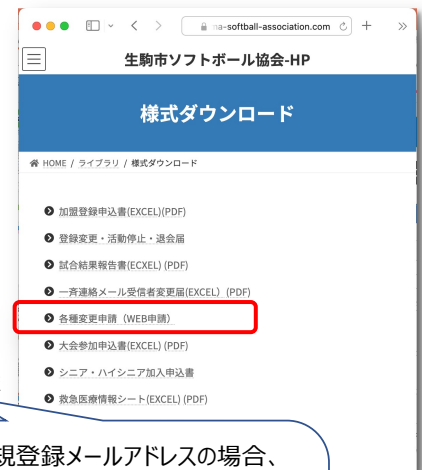 na-softball-association.com
生駒市ソフトボール協会-HP
様式ダウンロード
HOME / ライブラリ / 様式ダウンロード
加盟登録申込書(EXCEL)(PDF)
登録変更・活動停止・退会届
試合結果報告書(ECXEL) (PDF)
一斉連絡メール受信者変更届(EXCEL)（PDF)
各種変更申請（WEB申請）
大会参加申込書(EXCEL) (PDF)
シニア・ハイシニア加入申込書
救急医療情報シート(EXCEL) (PDF)
規登録メールアドレスの場合、